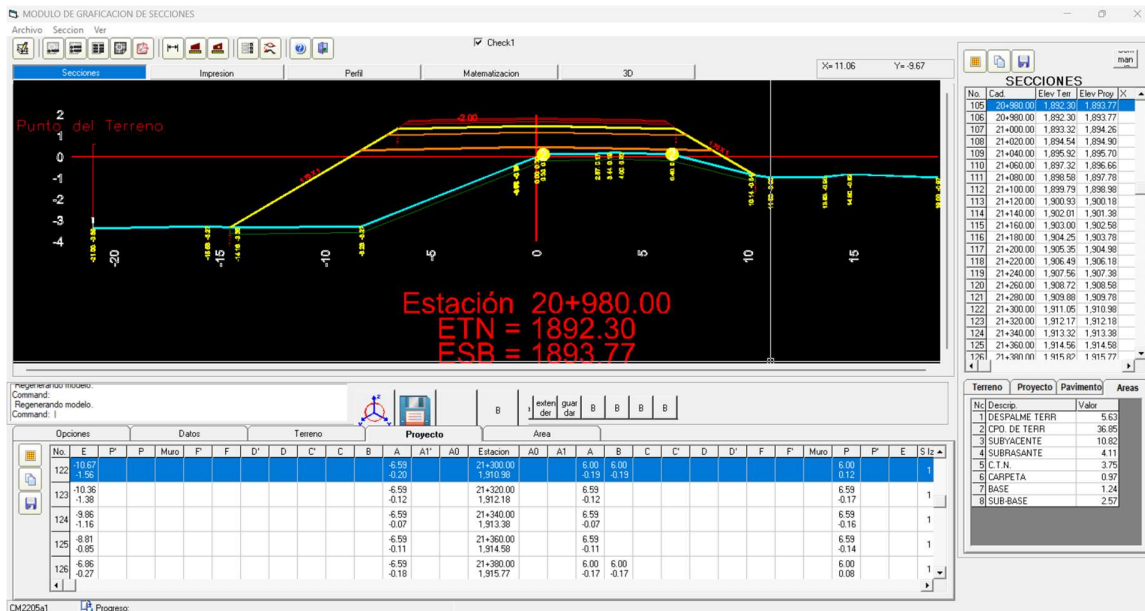 MODULO DE GRAFICACION DE SECCIONES
Archivo Seccion Ver
Check1
Secciones Impresion Perfil Matematizacion 3D
X= 11.06 Y= -9.67
Punto del Terreno
-2.00
2
1
0
-1
-2
-3
-4
-20 -15 -10 -5 0 5 10 15
Estación 20+980.00
ETN = 1892.30
ESB = 1893.77
SECCIONES
No. Cad. Elev Terr Elev Proy X
105 20+980.00 1,892.30 1,893.77
106 20+980.00 1,892.30 1,893.77
107 21+000.00 1,893.32 1,894.26
108 21+020.00 1,894.54 1,894.90
109 21+040.00 1,895.92 1,895.70
110 21+060.00 1,897.32 1,896.66
111 21+080.00 1,898.58 1,897.78
112 21+100.00 1,899.79 1,898.98
113 21+120.00 1,900.93 1,900.18
114 21+140.00 1,902.01 1,901.38
115 21+160.00 1,903.00 1,902.58
116 21+180.00 1,904.25 1,903.78
117 21+200.00 1,905.35 1,904.98
118 21+220.00 1,906.49 1,906.18
119 21+240.00 1,907.56 1,907.38
120 21+260.00 1,908.72 1,908.58
121 21+280.00 1,909.88 1,909.78
122 21+300.00 1,911.05 1,910.98
123 21+320.00 1,912.17 1,912.18
124 21+340.00 1,913.32 1,913.38
125 21+360.00 1,914.56 1,914.58
126 21+380.00 1,915.82 1,915.77
Regenerando modelo.
Command:
Regenerando modelo.
Command:
B
exten der
guar dar
B B B B
Terreno Proyecto Pavimento Areas
Nc Descrip. Valor
1 DESPALME TERR 5.63
2 CPO. DE TERR 36.85
3 SUBYACENTE 10.82
4 SUBRASANTE 4.11
5 C.T.N. 3.75
6 CARPETA 0.97
7 BASE 1.24
8 SUB-BASE 2.57
Opciones Datos Terreno Proyecto Area
No. E P' P Muro F' F D' D C' C B A A1' A0 Estacion A0 A1 A B C C' D D' F F' Muro P P' E S Iz
122 -10.67 -6.59 21+300.00 6.00 6.00 6.00 1
-1.56 -0.20 1,910.98 -0.19 -0.19 0.12
123 -10.36 -6.59 21+320.00 6.59 6.59 1
-1.38 -0.12 1,912.18 -0.12 -0.17
124 -9.86 -6.59 21+340.00 6.59 6.59 1
-1.16 -0.07 1,913.38 -0.07 -0.16
125 -8.81 -6.59 21+360.00 6.59 6.59 1
-0.85 -0.11 1,914.58 -0.11 -0.14
126 -6.86 -6.59 21+380.00 6.00 6.00 6.00 1
-0.27 -0.18 1,915.77 -0.17 -0.17 0.08
CM2205a1 Progreso: